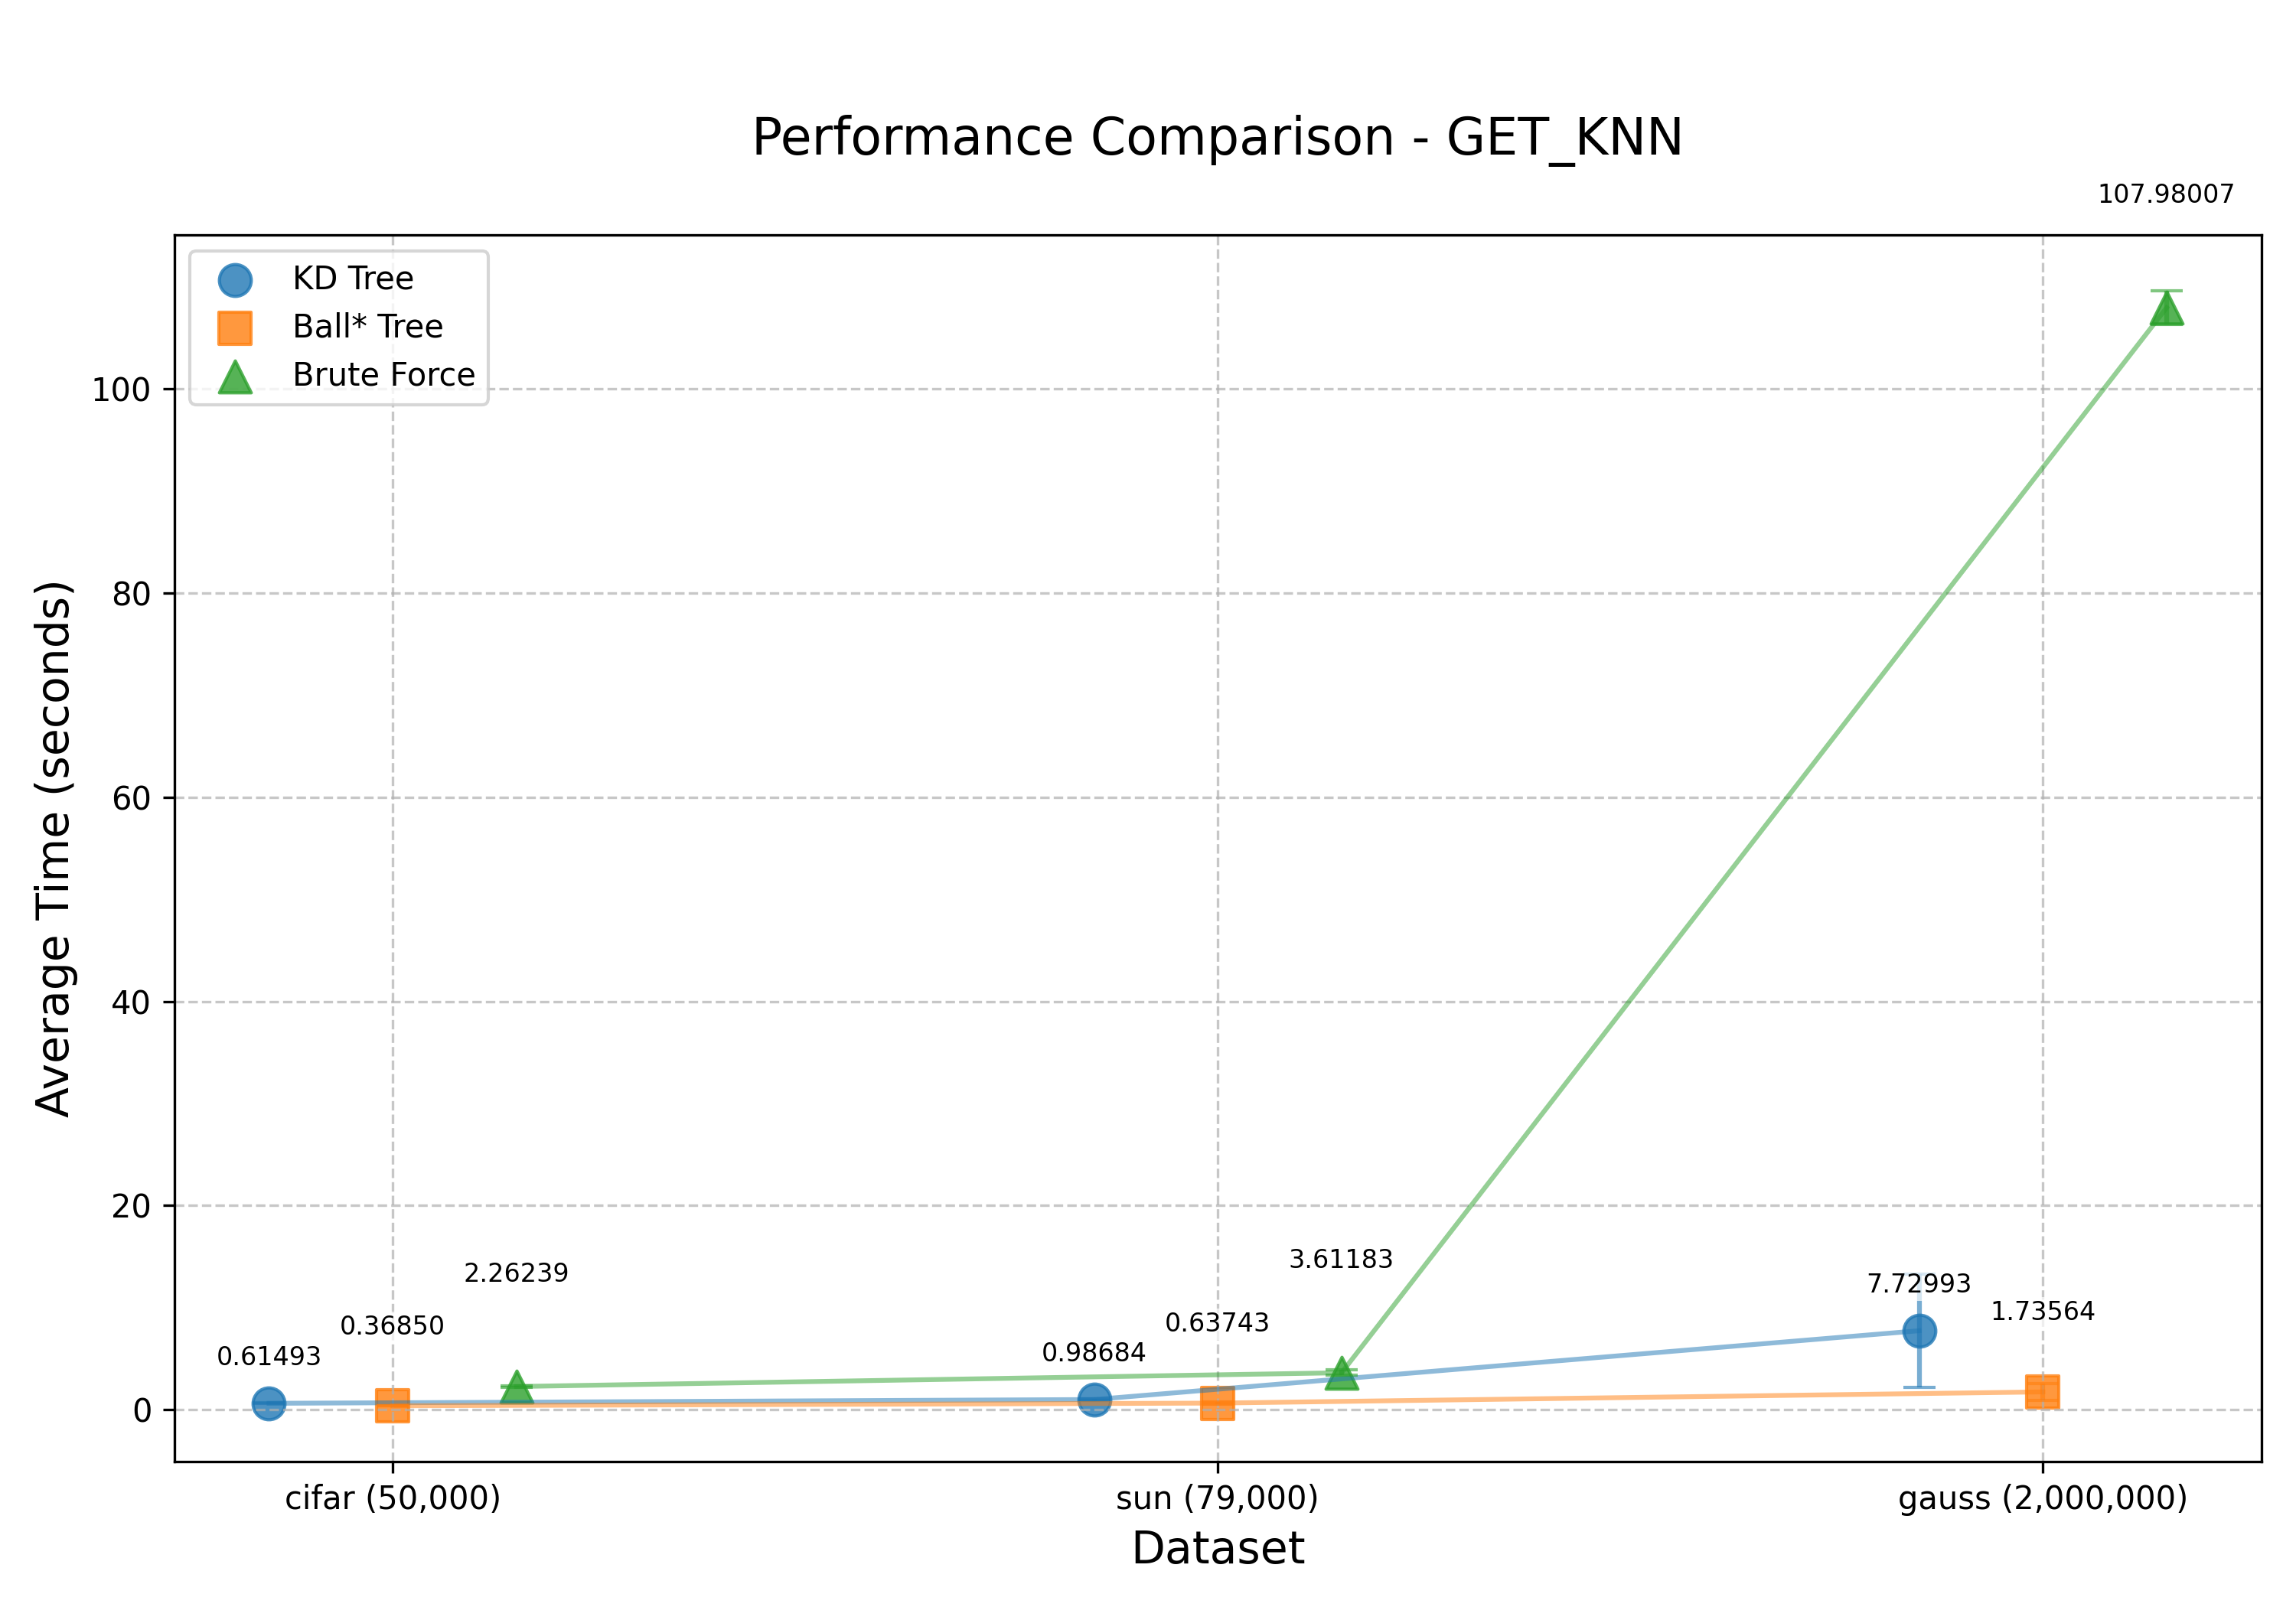 Performance Comparison - GET_KNN
107.98007
KD Tree
Ball* Tree
Brute Force
Average Time (seconds)
100
80
60
40
20
0
0.61493
0.36850
2.26239
0.98684
0.63743
3.61183
7.72993
1.73564
cifar (50,000)
sun (79,000)
gauss (2,000,000)
Dataset